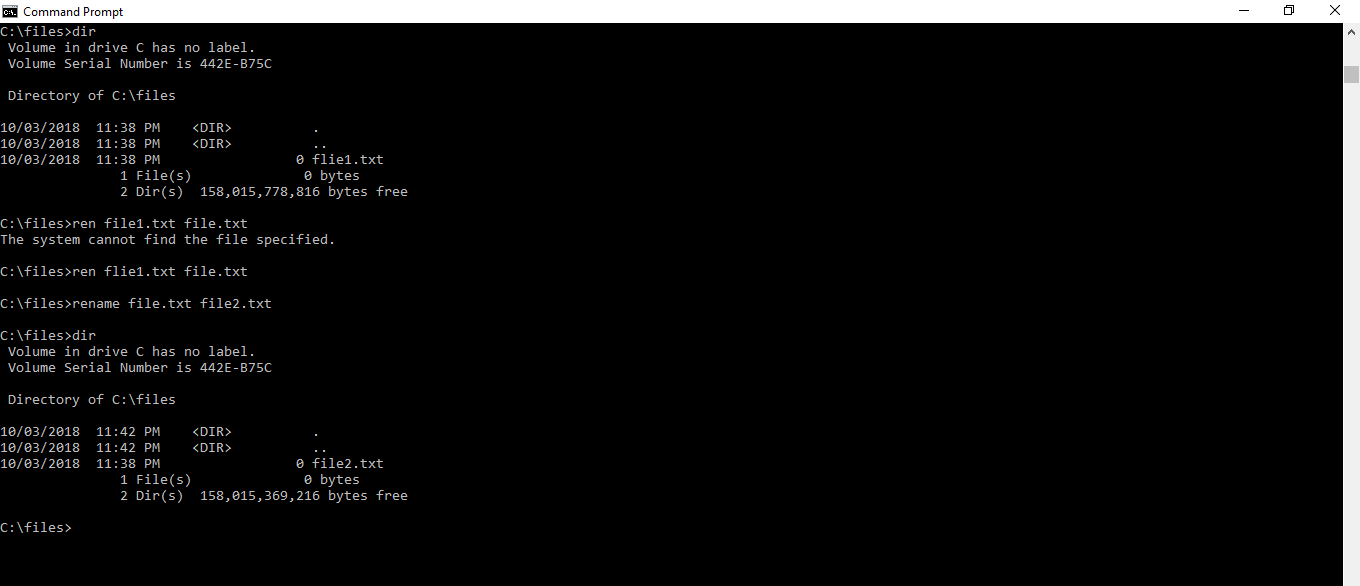 Command Prompt
C:\files>dir
 Volume in drive C has no label.
 Volume Serial Number is 442E-B75C

 Directory of C:\files

10/03/2018  11:38 PM    <DIR>          .
10/03/2018  11:38 PM    <DIR>          ..
10/03/2018  11:38 PM                 0 flie1.txt
               1 File(s)              0 bytes
               2 Dir(s)  158,015,778,816 bytes free

C:\files>ren file1.txt file.txt
The system cannot find the file specified.

C:\files>ren flie1.txt file.txt

C:\files>rename file.txt file2.txt

C:\files>dir
 Volume in drive C has no label.
 Volume Serial Number is 442E-B75C

 Directory of C:\files

10/03/2018  11:42 PM    <DIR>          .
10/03/2018  11:42 PM    <DIR>          ..
10/03/2018  11:38 PM                 0 file2.txt
               1 File(s)              0 bytes
               2 Dir(s)  158,015,369,216 bytes free

C:\files>